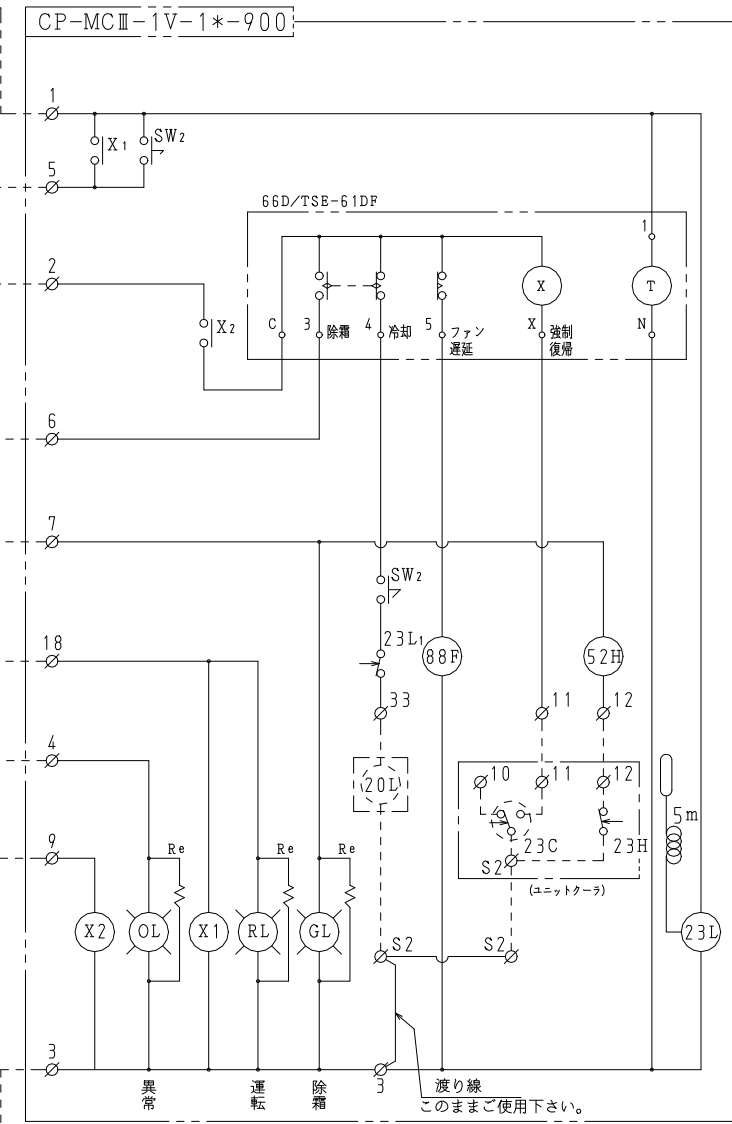 CP-MCⅢ-1V-1*-900
1
X1
SW2
5
66D/TSE-61DF
1
2
X
T
X2
C
3
除霜
4
冷却
5
ファン
遅延
X
強制
復帰
N
6
7
SW2
18
23L1
88F
52H
33
11
12
4
20L
10
11
12
5m
9
Re
Re
Re
23C
23H
S2
(ユニットクーラ)
X2
OL
X1
RL
GL
S2
S2
23L
3
3
異常
運転
除霜
渡り線
このままご使用下さい。